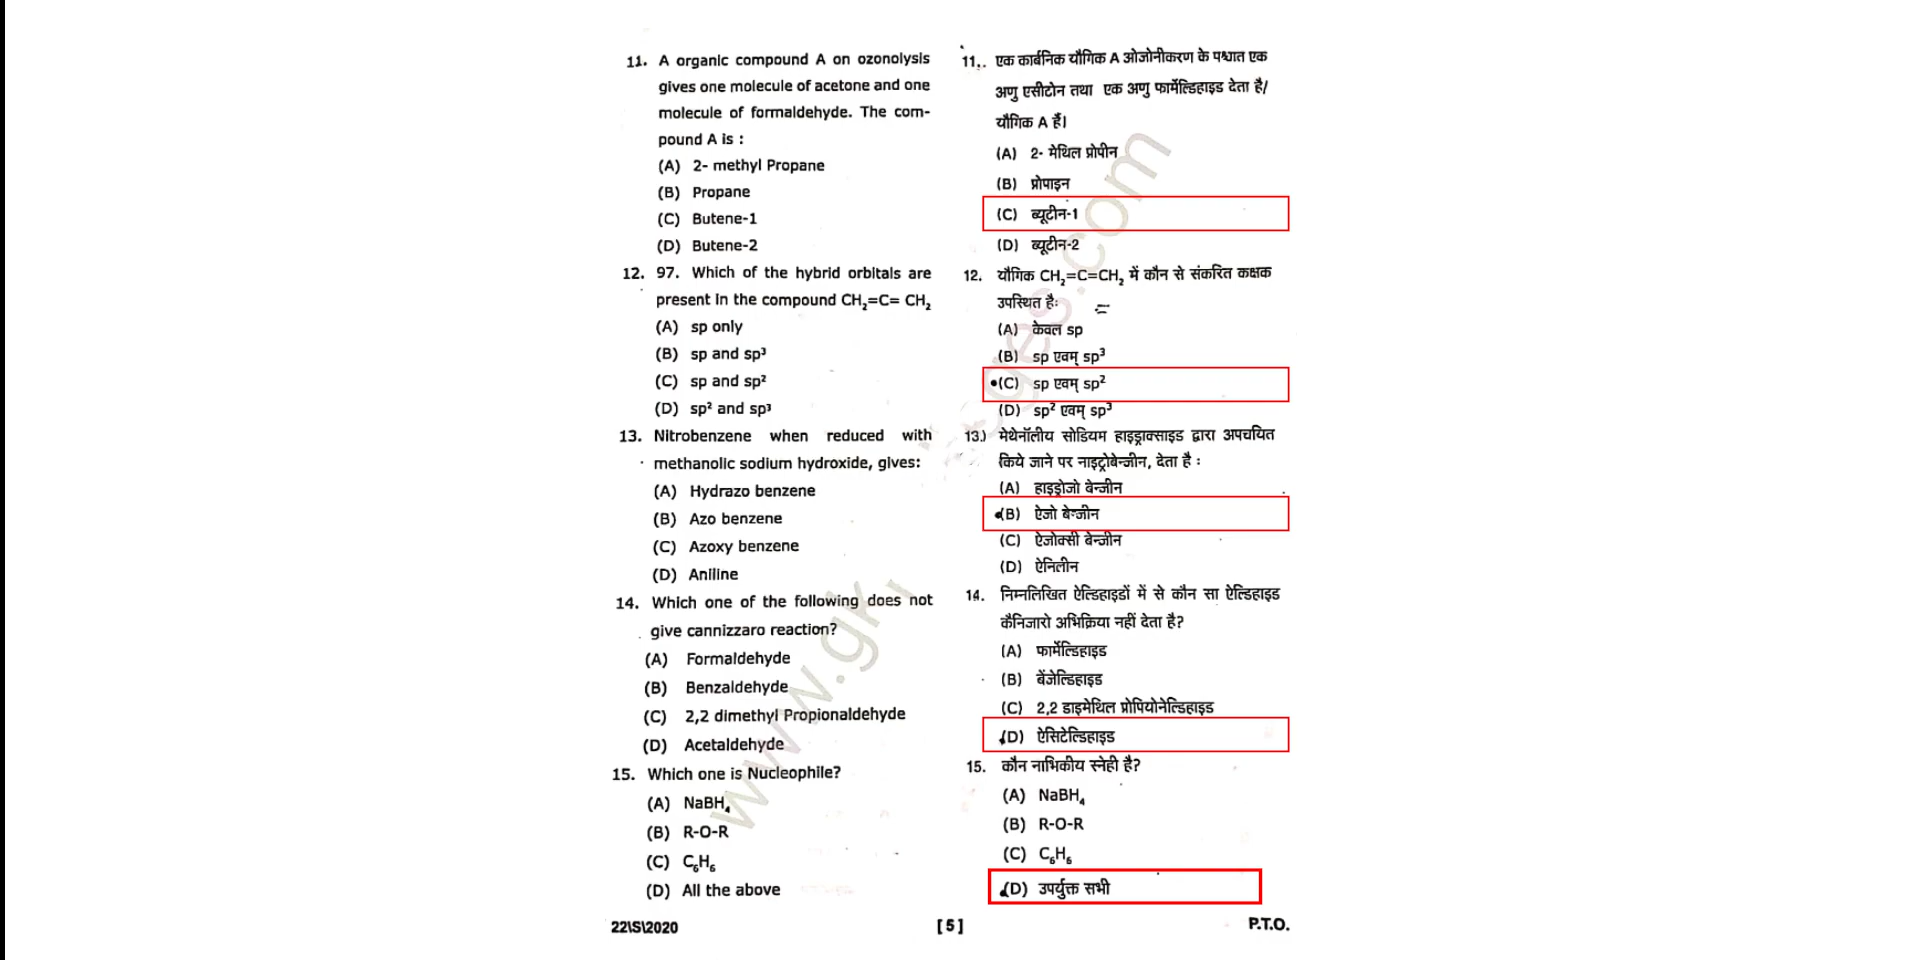 11. A organic compound A on ozonolysis
gives one molecule of acetone and one
molecule of formaldehyde. The com-
pound A is :
(A) 2- methyl Propane
(B) Propane
(C) Butene-1
(D) Butene-2
12. 97. Which of the hybrid orbitals are
present in the compound CH₂=C= CH₂
(A) sp only
(B) sp and sp³
(C) sp and sp²
(D) sp² and sp³
13. Nitrobenzene when reduced with
methanolic sodium hydroxide, gives:
(A) Hydrazo benzene
(B) Azo benzene
(C) Azoxy benzene
(D) Aniline
14. Which one of the following does not
give cannizzaro reaction?
(A) Formaldehyde
(B) Benzaldehyde
(C) 2,2 dimethyl Propionaldehyde
(D) Acetaldehyde
15. Which one is Nucleophile?
(A) NaBH₄
(B) R-O-R
(C) C₆H₆
(D) All the above
11. एक कार्बनिक यौगिक A ओजोनीकरण के पश्चात एक
अणु एसीटोन तथा एक अणु फार्मेल्डिहाइड देता है/
यौगिक A हैं।
(A) 2- मेथिल प्रोपीन
(B) प्रोपाइन
(C) ब्यूटीन-1
(D) ब्यूटीन-2
12. यौगिक CH₂=C=CH₂ में कौन से संकरित कक्षक
उपस्थित है:
(A) केवल sp
(B) sp एवम् sp³
(C) sp एवम् sp²
(D) sp² एवम् sp³
13. मेथेनॉलीय सोडियम हाइड्राक्साइड द्वारा अपचयित
किये जाने पर नाइट्रोबेन्जीन, देता है :
(A) हाइड्रोजो बेन्जीन
(B) ऐजो बेन्जीन
(C) ऐजोक्सी बेन्जीन
(D) ऐनिलीन
14. निम्नलिखित ऐल्डिहाइडों में से कौन सा ऐल्डिहाइड
कैनिजारो अभिक्रिया नहीं देता है?
(A) फार्मेल्डिहाइड
(B) बेंजेल्डिहाइड
(C) 2,2 डाइमेथिल प्रोपियोनेल्डिहाइड
(D) ऐसिटेल्डिहाइड
15. कौन नाभिकीय स्नेही है?
(A) NaBH₄
(B) R-O-R
(C) C₆H₆
(D) उपर्युक्त सभी
22\S\2020 [5] P.T.O.